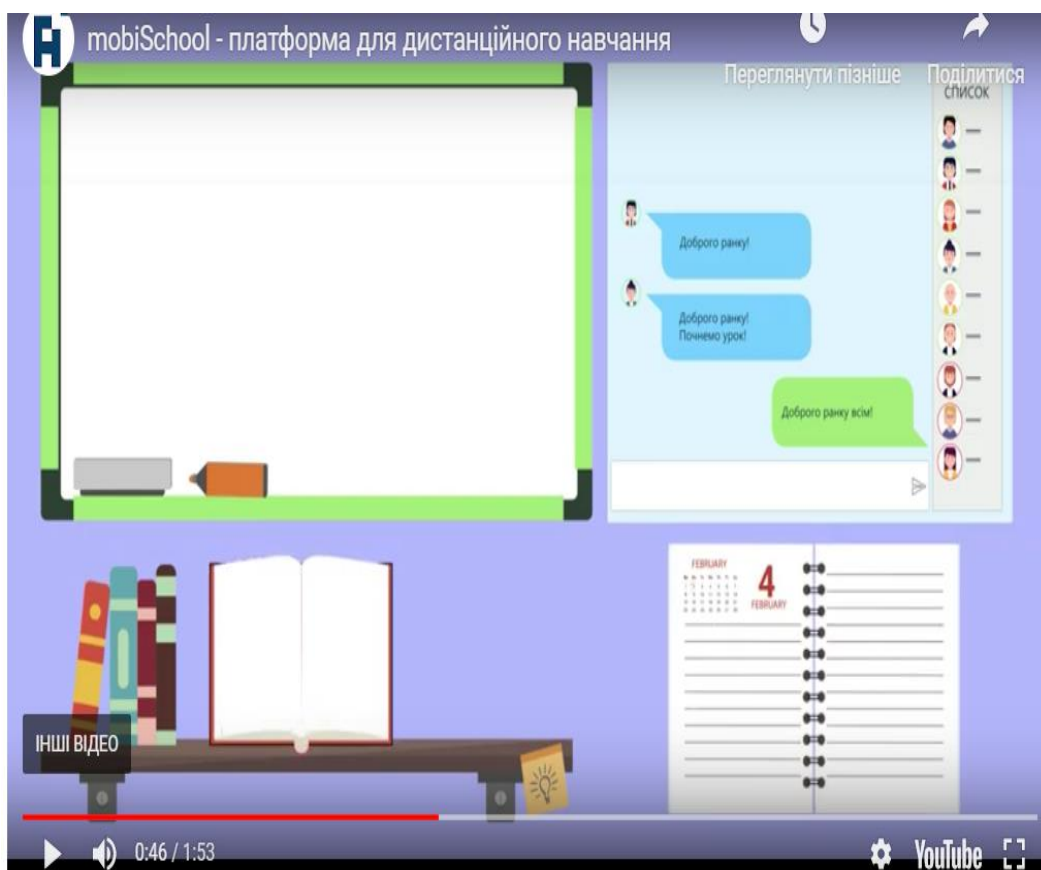 mobiSchool - платформа для дистанційного навчання
Переглянути пізніше
Поділитися
список
Доброго ранку!
Доброго ранку!
Почнемо урок!
Доброго ранку всім!
FEBRUARY
4
FEBRUARY
ІНШІ ВІДЕО
0:46 / 1:53
YouTube